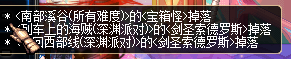 * <南部溪谷(所有难度)>的<宝箱怪>掉落
列车上的海贼(深渊派对)>的<剑圣索德罗斯>掉落
西部线(深渊派对)>的<剑圣索德罗斯>掉落